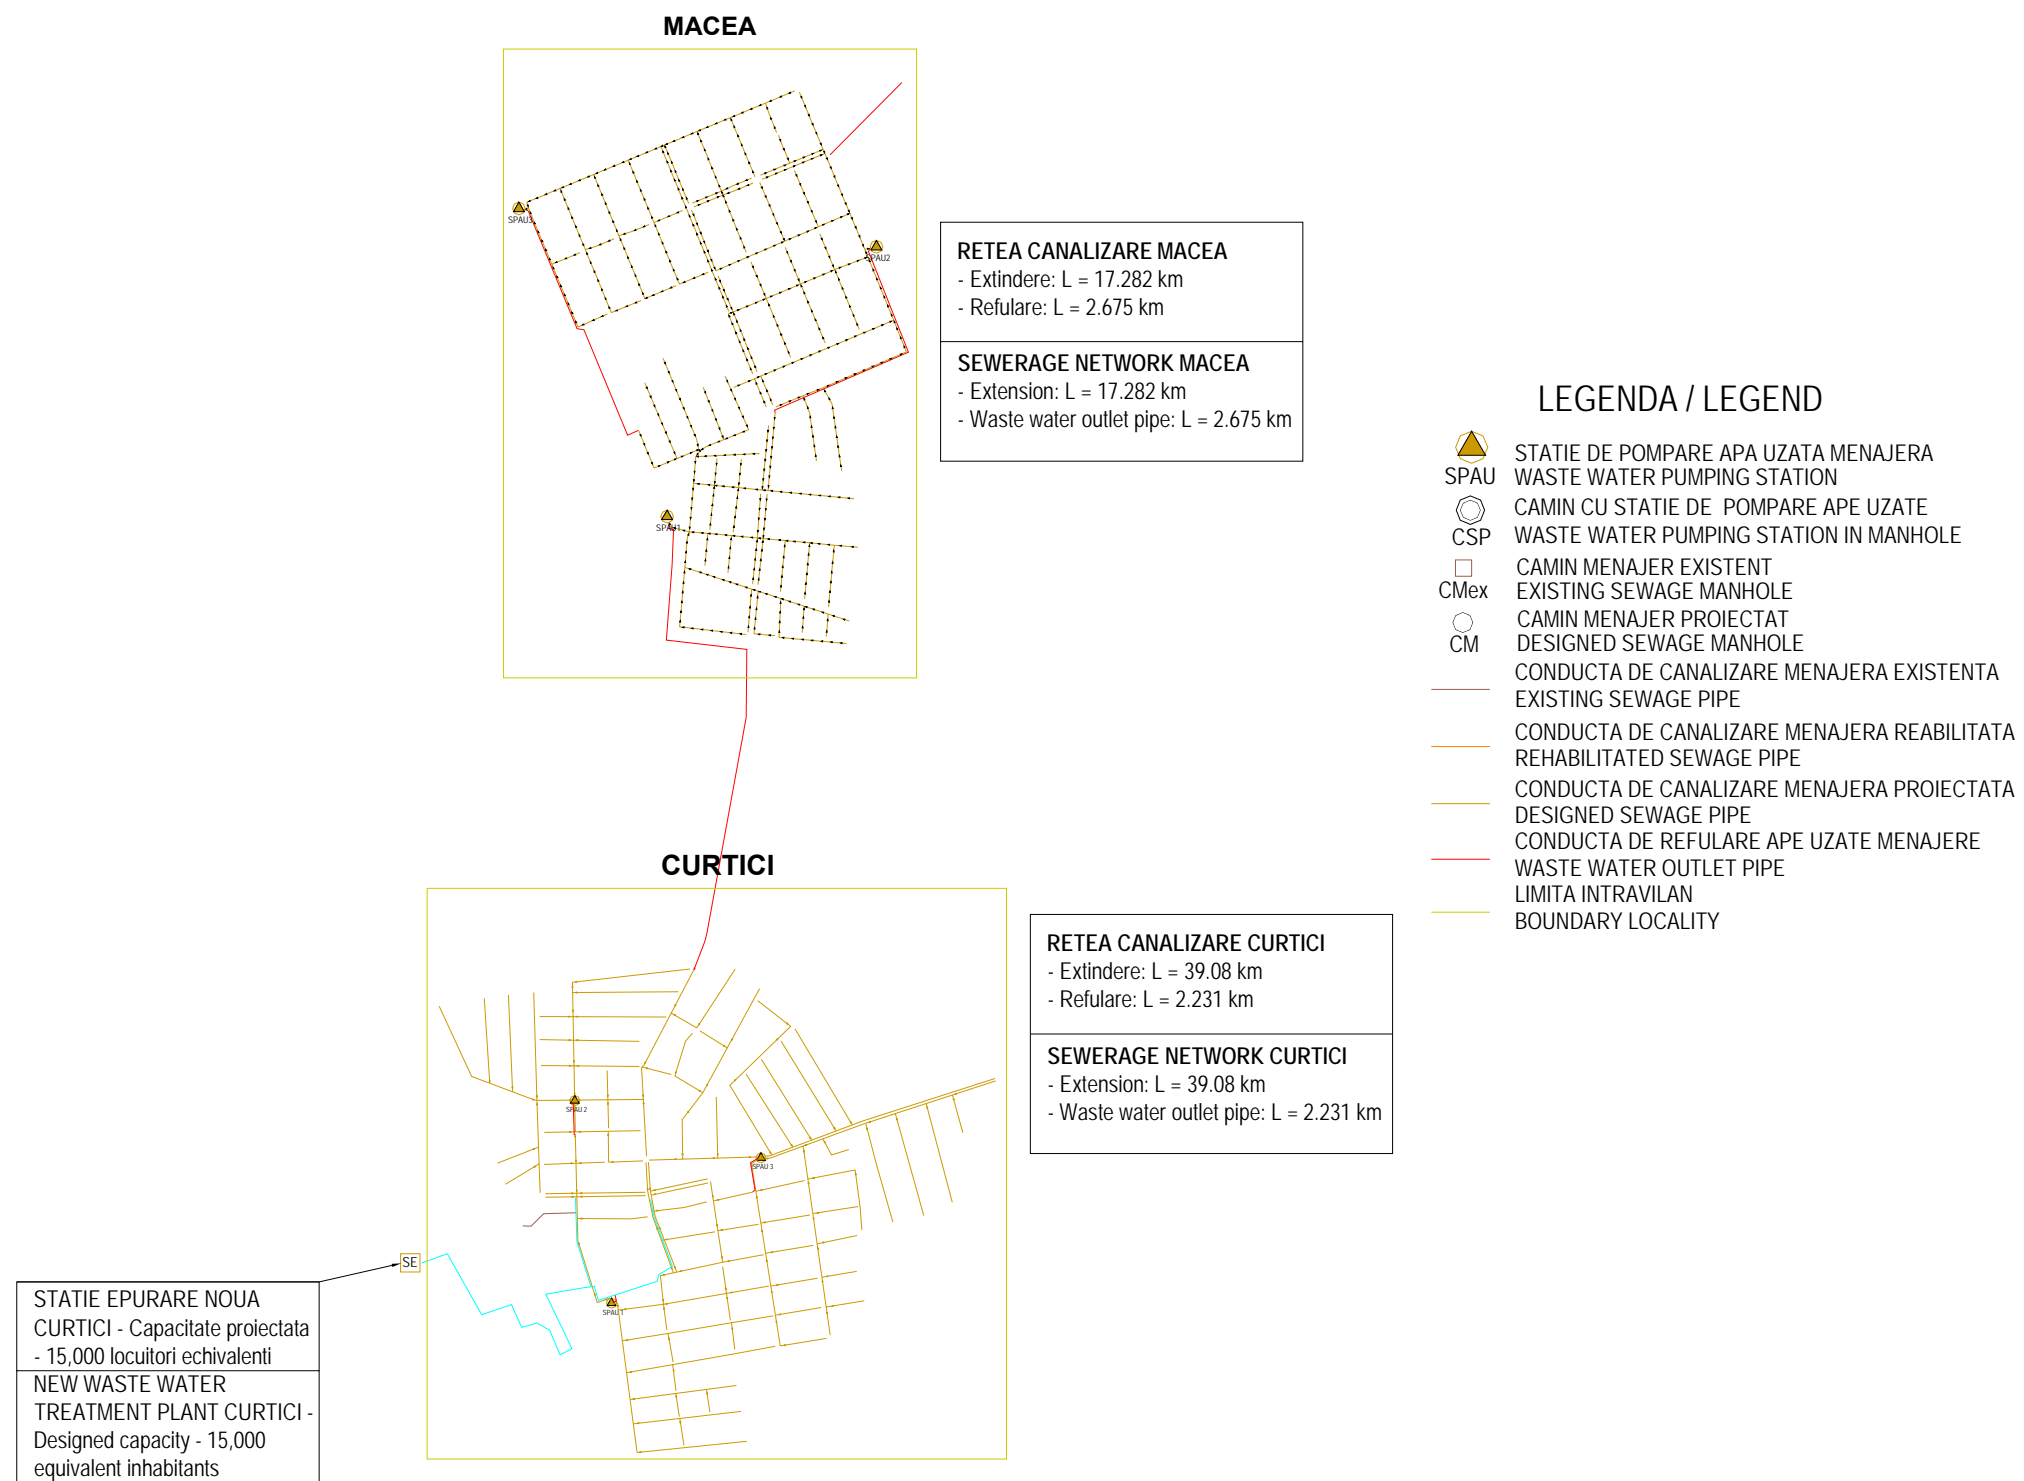 MACEA
SPAU3
SPAU2
SPAU1
RETEA CANALIZARE MACEA
- Extindere: L = 17.282 km
- Refulare: L = 2.675 km
SEWERAGE NETWORK MACEA
- Extension: L = 17.282 km
- Waste water outlet pipe: L = 2.675 km
LEGENDA / LEGEND
STATIE DE POMPARE APA UZATA MENAJERA
SPAU WASTE WATER PUMPING STATION
CAMIN CU STATIE DE POMPARE APE UZATE
CSP WASTE WATER PUMPING STATION IN MANHOLE
CAMIN MENAJER EXISTENT
CMex EXISTING SEWAGE MANHOLE
CAMIN MENAJER PROIECTAT
CM DESIGNED SEWAGE MANHOLE
CONDUCTA DE CANALIZARE MENAJERA EXISTENTA
EXISTING SEWAGE PIPE
CONDUCTA DE CANALIZARE MENAJERA REABILITATA
REHABILITATED SEWAGE PIPE
CONDUCTA DE CANALIZARE MENAJERA PROIECTATA
DESIGNED SEWAGE PIPE
CONDUCTA DE REFULARE APE UZATE MENAJERE
WASTE WATER OUTLET PIPE
LIMITA INTRAVILAN
BOUNDARY LOCALITY
CURTICI
SPAU 2
SPAU 3
SPAU 1
RETEA CANALIZARE CURTICI
- Extindere: L = 39.08 km
- Refulare: L = 2.231 km
SEWERAGE NETWORK CURTICI
- Extension: L = 39.08 km
- Waste water outlet pipe: L = 2.231 km
SE
STATIE EPURARE NOUA
CURTICI - Capacitate proiectata
- 15,000 locuitori echivalenti
NEW WASTE WATER
TREATMENT PLANT CURTICI -
Designed capacity - 15,000
equivalent inhabitants